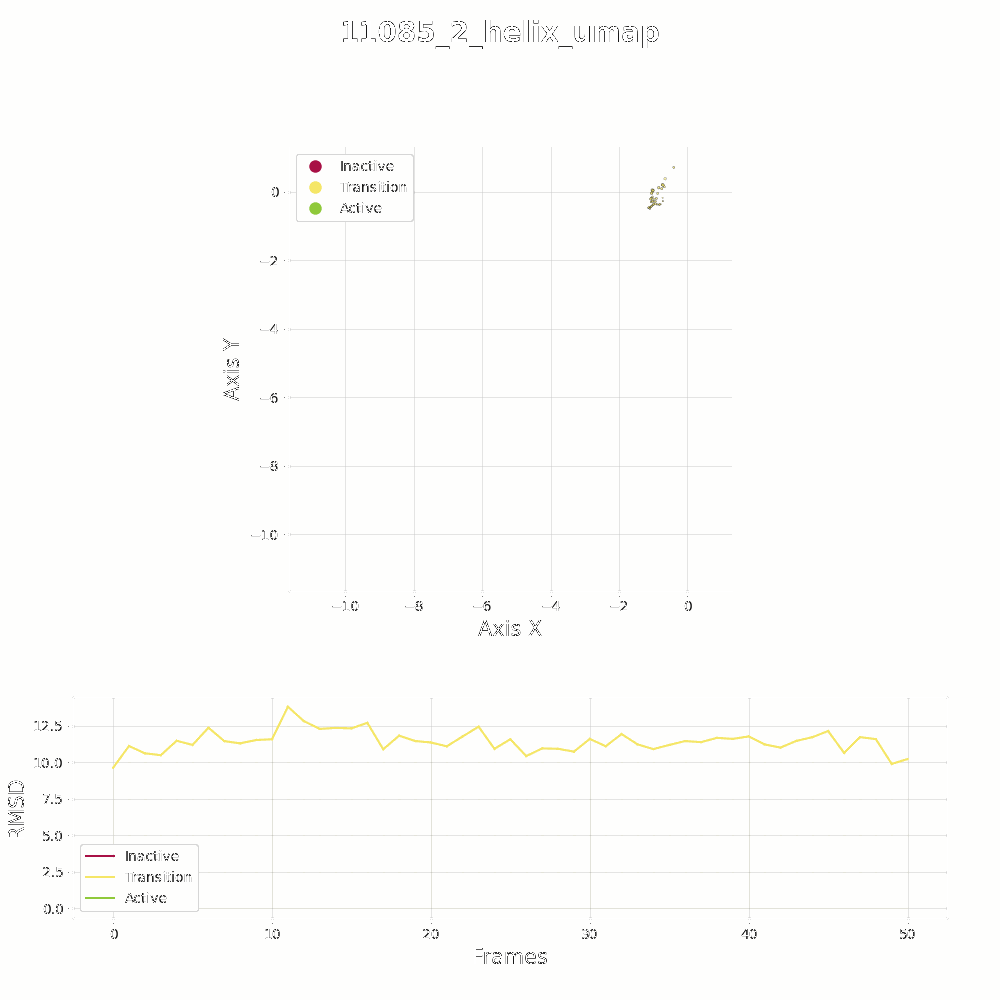 11085_2_helix_umap
Inactive
Transition
Active
0
−2
−4
−6
−8
−10
Axis Y
−10 −8 −6 −4 −2 0
Axis X
12.5
10.0
7.5
5.0
2.5
0.0
RMSD
Inactive
Transition
Active
0 10 20 30 40 50
Frames